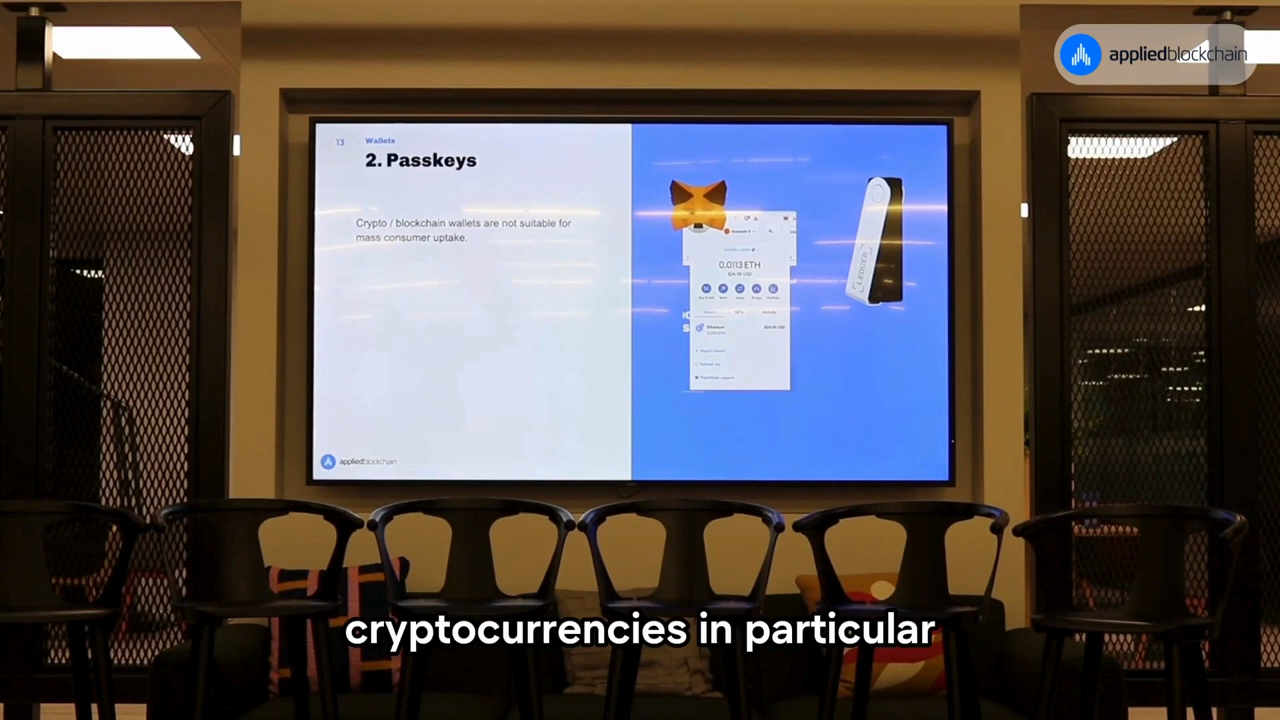 appliedblockchain
13
Wallets
2. Passkeys
Crypto / blockchain wallets are not suitable for
mass consumer uptake.
0.0113 ETH
LEDGER
Ethereum
appliedblockchain
cryptocurrencies in particular